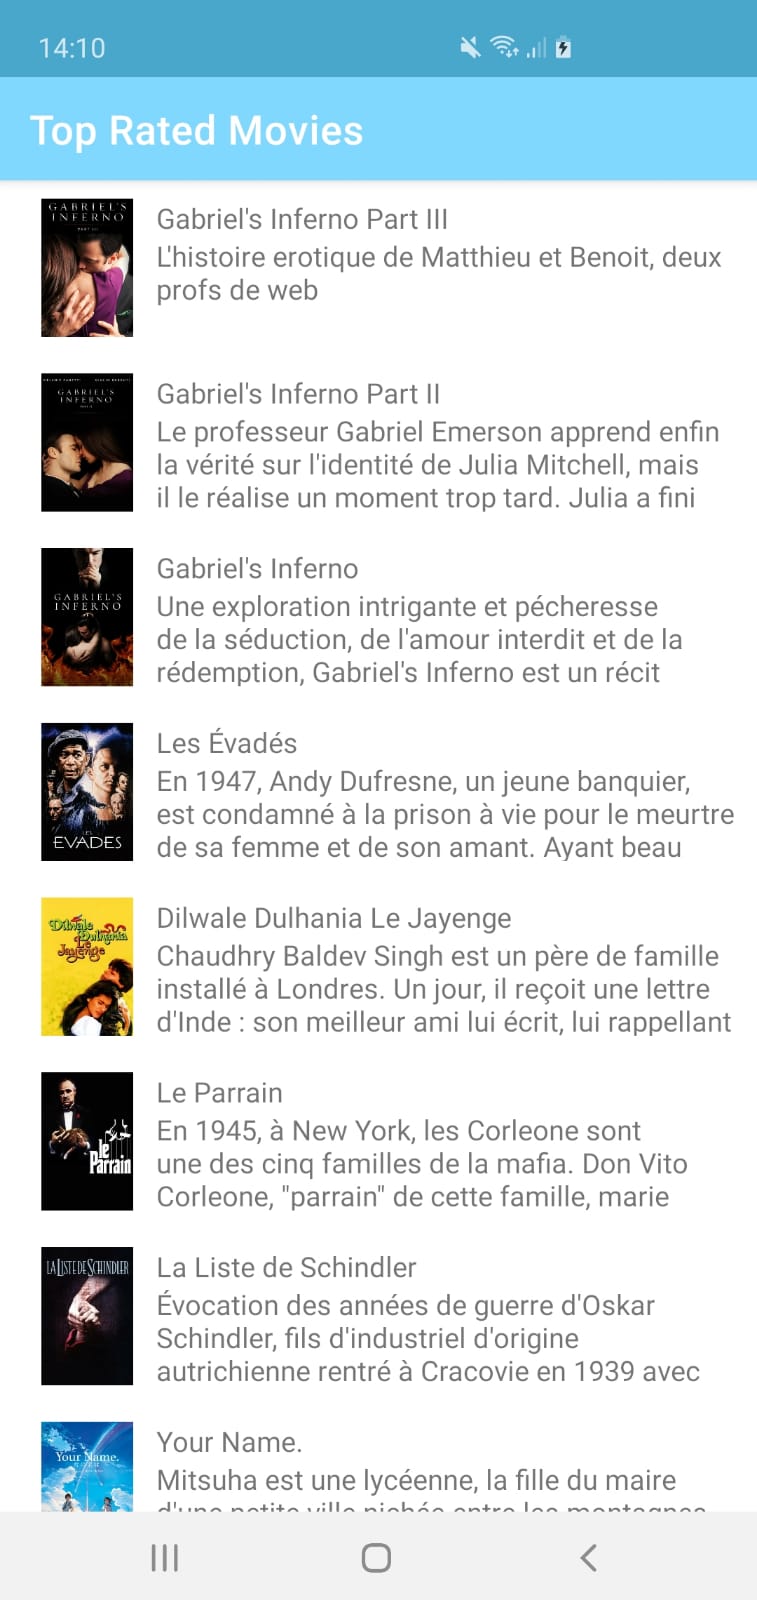 14:10
Top Rated Movies
GABRIEL'S
INFERNO
PART III
Gabriel's Inferno Part III
L'histoire erotique de Matthieu et Benoit, deux
profs de web
GABRIEL'S
INFERNO
Gabriel's Inferno Part II
Le professeur Gabriel Emerson apprend enfin
la vérité sur l'identité de Julia Mitchell, mais
il le réalise un moment trop tard. Julia a fini
GABRIEL'S
INFERNO
Gabriel's Inferno
Une exploration intrigante et pécheresse
de la séduction, de l'amour interdit et de la
rédemption, Gabriel's Inferno est un récit
LES
EVADES
Les Évadés
En 1947, Andy Dufresne, un jeune banquier,
est condamné à la prison à vie pour le meurtre
de sa femme et de son amant. Ayant beau
Dilwale
Dulhania
Le
Jayenge
Dilwale Dulhania Le Jayenge
Chaudhry Baldev Singh est un père de famille
installé à Londres. Un jour, il reçoit une lettre
d'Inde : son meilleur ami lui écrit, lui rappellant
le
Parrain
Le Parrain
En 1945, à New York, les Corleone sont
une des cinq familles de la mafia. Don Vito
Corleone, "parrain" de cette famille, marie
LA LISTE DE SCHINDLER
La Liste de Schindler
Évocation des années de guerre d'Oskar
Schindler, fils d'industriel d'origine
autrichienne rentré à Cracovie en 1939 avec
Your Name.
Your Name.
Mitsuha est une lycéenne, la fille du maire
d'une petite ville nichée entre les montagnes